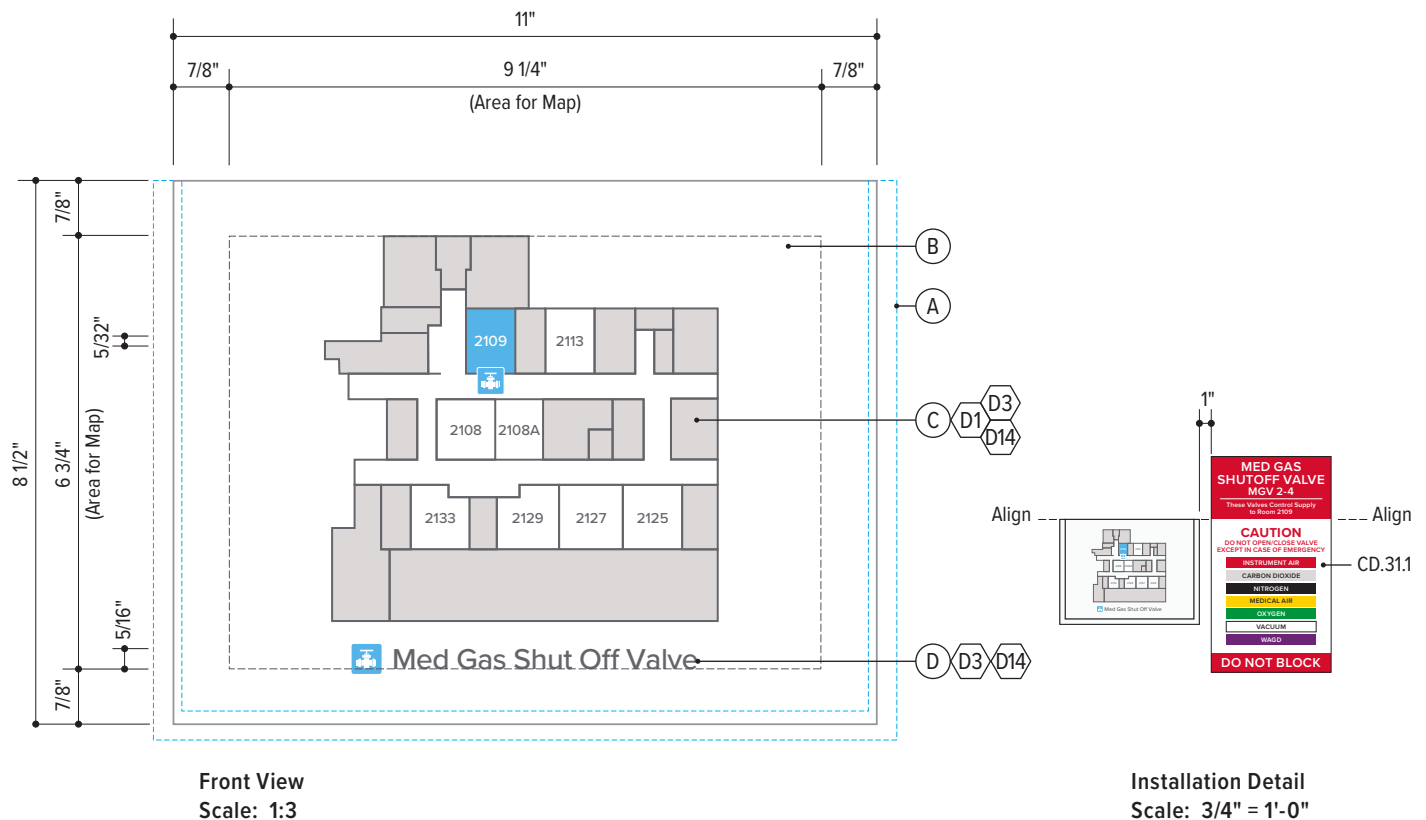 11"
7/8"
9 1/4"
7/8"
(Area for Map)
7/8"
8 1/2"
6 3/4"
(Area for Map)
5/32"
5/16"
7/8"
2109
2113
2108
2108A
2133
2129
2127
2125
Med Gas Shut Off Valve
B
A
C
D1
D3
D14
D
D3
D14
1"
Align
Align
MED GAS
SHUTOFF VALVE
MGV 2-4
These Valves Control Supply
to Room 2109
CAUTION
DO NOT OPEN/CLOSE VALVE
EXCEPT IN CASE OF EMERGENCY
INSTRUMENT AIR
CARBON DIOXIDE
NITROGEN
MEDICAL AIR
OXYGEN
VACUUM
WAGD
DO NOT BLOCK
CD.31.1
Med Gas Shut Off Valve
Front View
Scale: 1:3
Installation Detail
Scale: 3/4" = 1'-0"